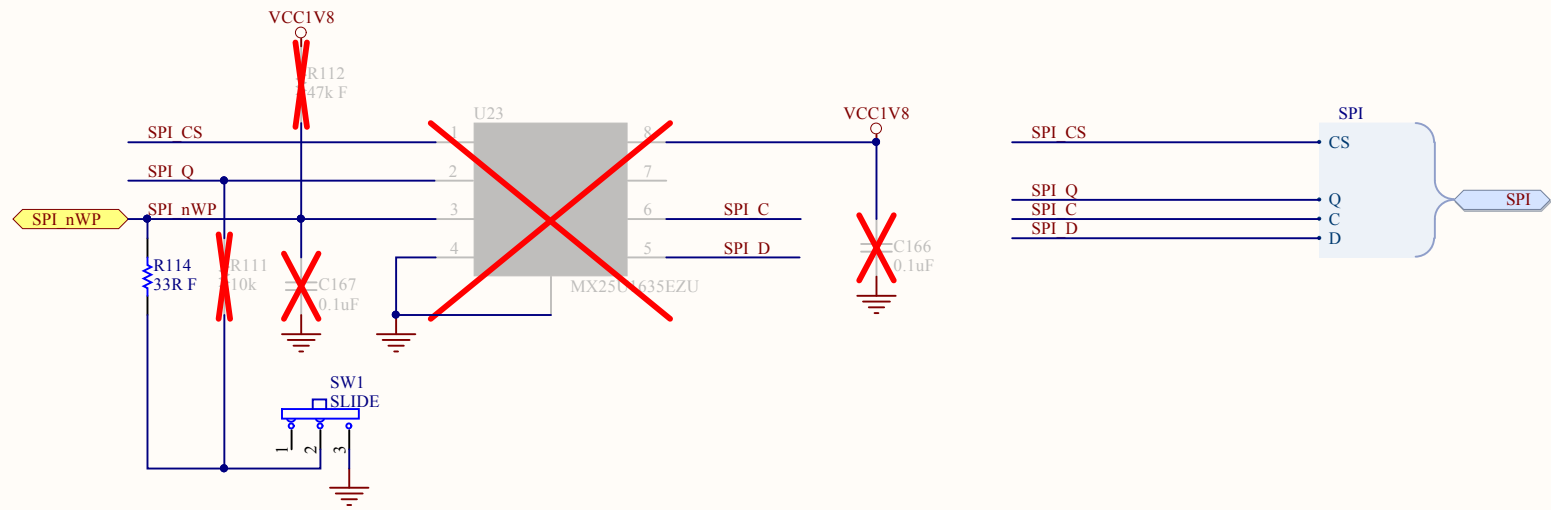 VCC1V8
R112
47k F
U23
VCC1V8
SPI
SPI_CS
1
8
SPI_CS
CS
SPI_Q
2
7
SPI_Q
Q
SPI_nWP
SPI_nWP
3
6
SPI_C
SPI_C
C
SPI
4
5
SPI_D
SPI_D
D
R114
33R F
R111
10k
C167
0.1uF
MX25U1635EZU
C166
0.1uF
SW1
SLIDE
1
2
3